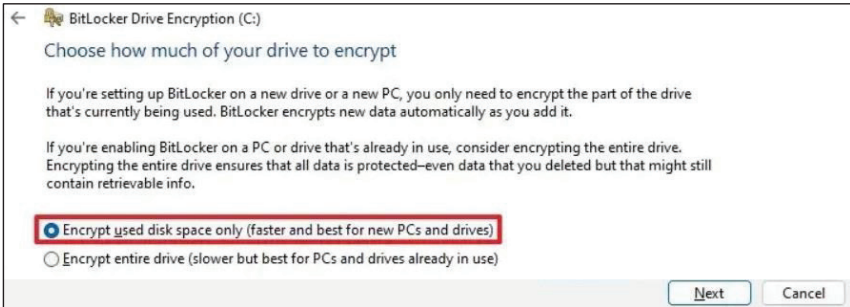 BitLocker Drive Encryption (C:)
Choose how much of your drive to encrypt
If you're setting up BitLocker on a new drive or a new PC, you only need to encrypt the part of the drive
that's currently being used. BitLocker encrypts new data automatically as you add it.
If you're enabling BitLocker on a PC or drive that's already in use, consider encrypting the entire drive.
Encrypting the entire drive ensures that all data is protected–even data that you deleted but that might still
contain retrievable info.
Encrypt used disk space only (faster and best for new PCs and drives)
Encrypt entire drive (slower but best for PCs and drives already in use)
Next Cancel